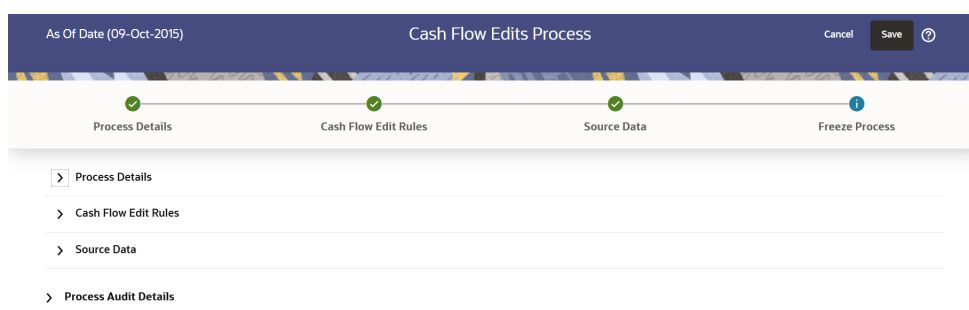 As Of Date (09-Oct-2015) Cash Flow Edits Process Cancel Save
Process Details Cash Flow Edit Rules Source Data Freeze Process
Process Details
Cash Flow Edit Rules
Source Data
Process Audit Details